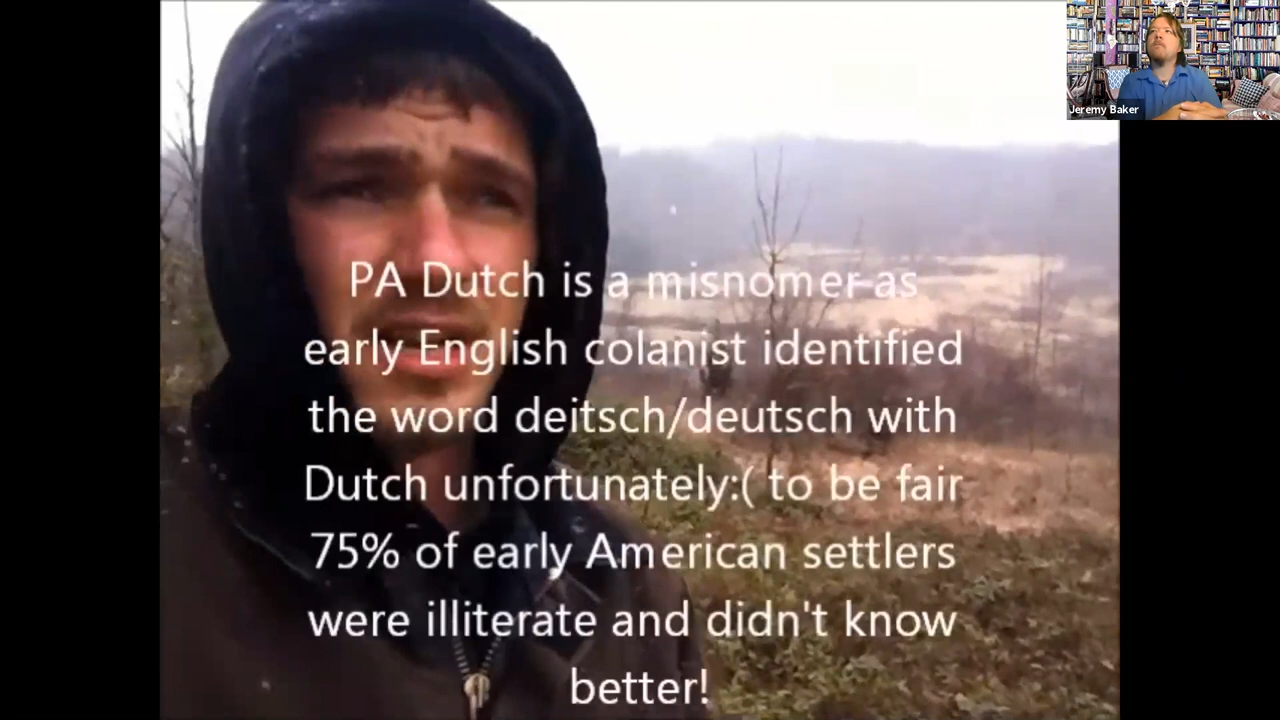 Jeremy Baker
PA Dutch is a misnomer as
early English colanist identified
the word deitsch/deutsch with
Dutch unfortunately:( to be fair
75% of early American settlers
were illiterate and didn't know
better!